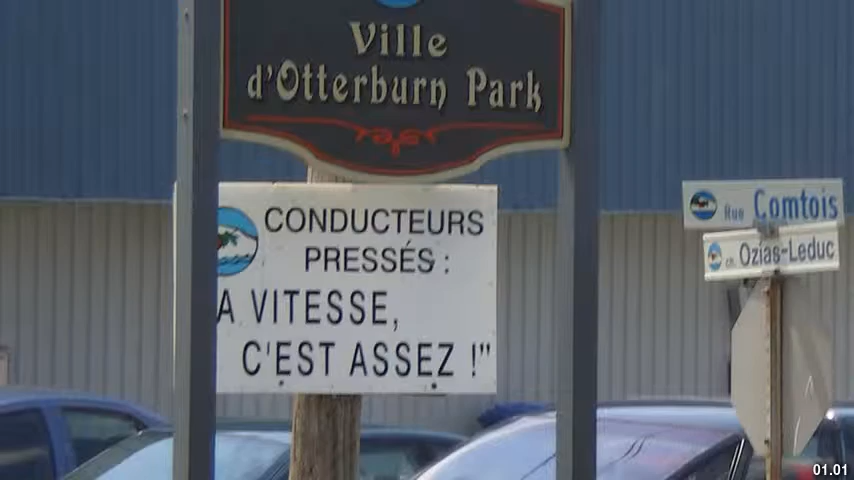 Ville
d'Otterburn Park
CONDUCTEURS
PRESSÉS :
A VITESSE,
C'EST ASSEZ !"
Rue Comtois
ch. Ozias-Leduc
01.01